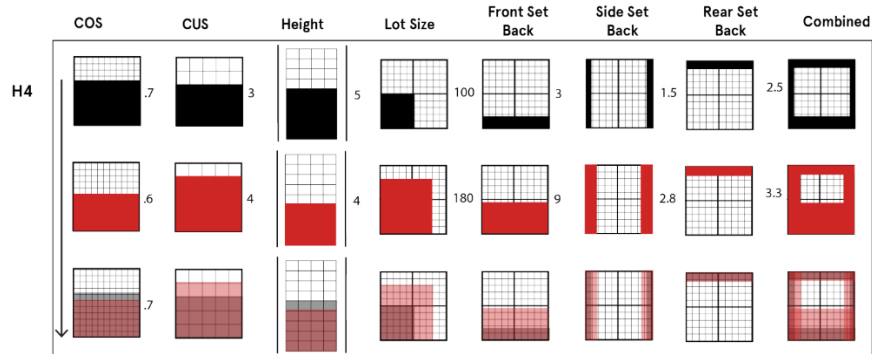 COS CUS Height Lot Size Front Set Back Side Set Back Rear Set Back Combined
H4
.7 3 5 100 3 1.5 2.5
.6 4 4 180 9 2.8 3.3
.7